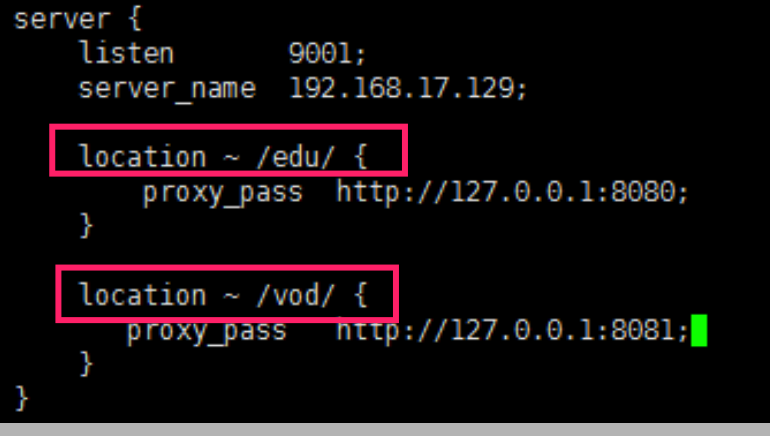 server {
    listen       9001;
    server_name  192.168.17.129;
    location ~ /edu/ {
        proxy_pass  http://127.0.0.1:8080;
    }
    location ~ /vod/ {
       proxy_pass   http://127.0.0.1:8081;
    }
}